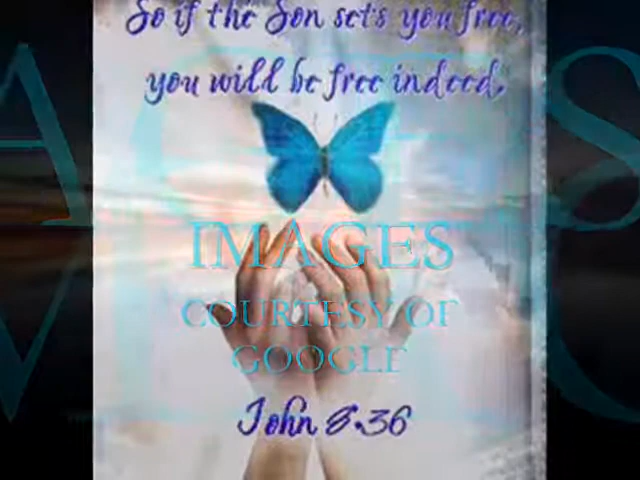 So if the Son sets you free,
you will be free indeed.
IMAGES
COURTESY OF
GOOGLE
John 8:36